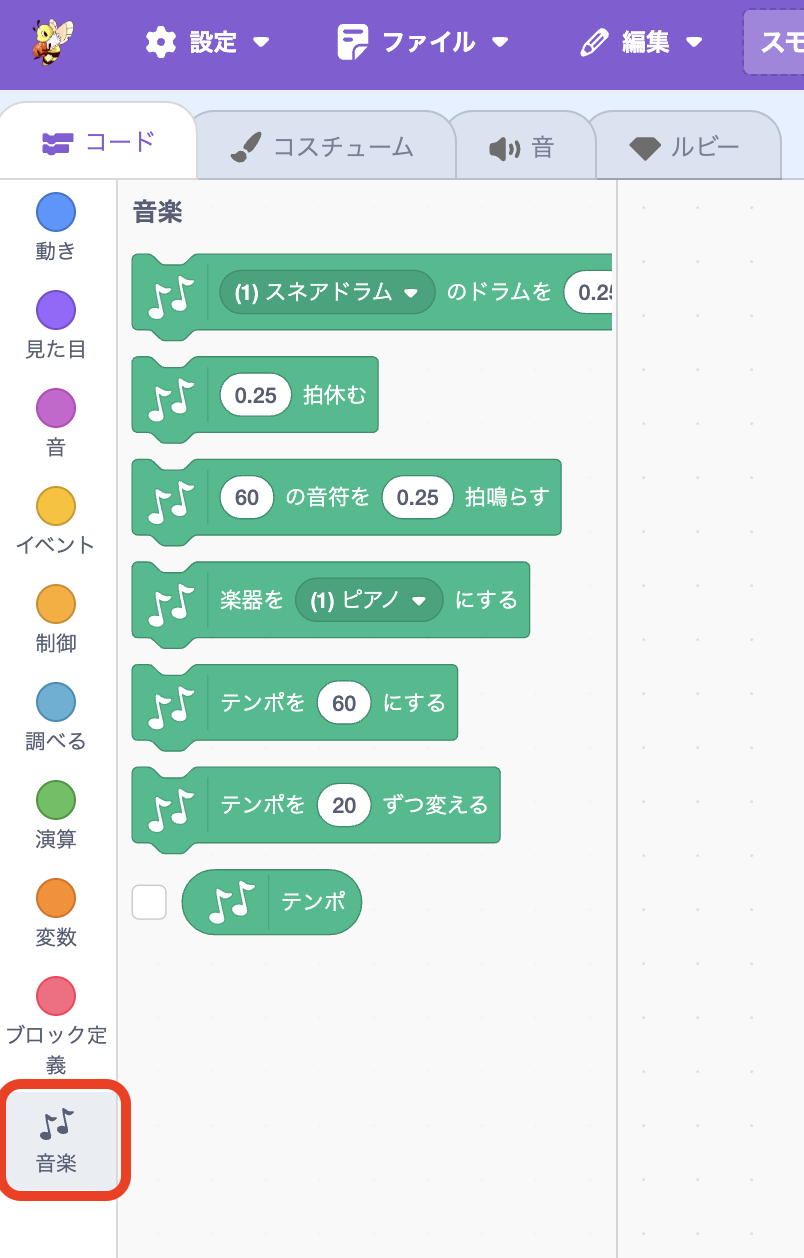 設定 ファイル 編集 スモ
コード コスチューム 音 ルビー
動き
見た目
音
イベント
制御
調べる
演算
変数
ブロック定
義
音楽
音楽
(1) スネアドラム のドラムを 0.25
0.25 拍休む
60 の音符を 0.25 拍鳴らす
楽器を (1) ピアノ にする
テンポを 60 にする
テンポを 20 ずつ変える
テンポ